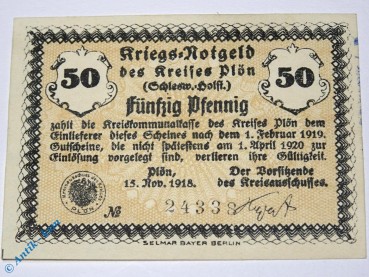 Kriegs-Notgeld
50 des Kreises Plön 50
(Schlesw.-Holst.)
Fünfzig Pfennig
zahlt die Kreiskommunalkasse des Kreises Plön dem
Einlieferer dieses Scheines nach dem 1. Februar 1919.
Gutscheine, die nicht spätestens am 1. April 1920 zur
Einlösung vorgelegt sind, verlieren ihre Gültigkeit.
Plön, Der Vorsitzende
15. Nov. 1918. des Kreisausschusses.
PLÖN
№ 24338
SELMAR BAYER BERLIN